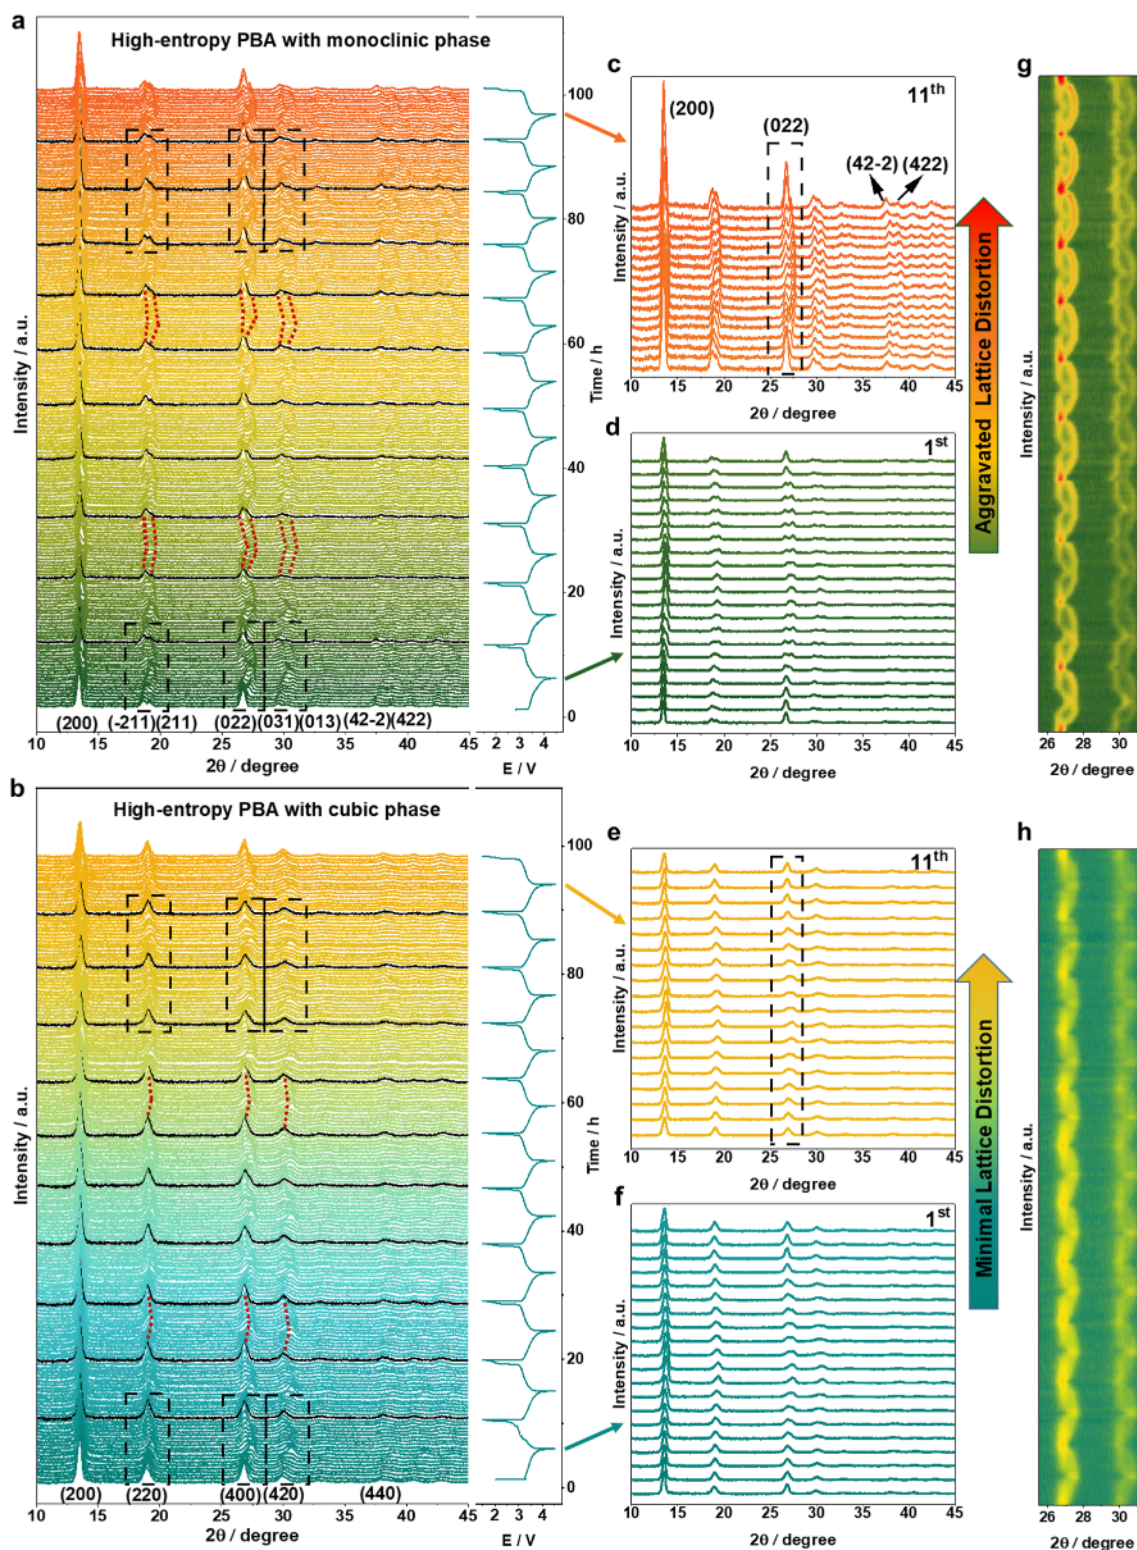 a
High-entropy PBA with monoclinic phase
Intensity / a.u.
(200) (-211)(211) (022)(031)(013) (42-2)(422)
10 15 20 25 30 35 40 45
2θ / degree
0 20 40 60 80 100
Time / h
2 3 4
E / V
c
11th
(200)
(022)
(42-2) (422)
Intensity / a.u.
10 15 20 25 30 35 40 45
2θ / degree
d
1st
Intensity / a.u.
10 15 20 25 30 35 40 45
2θ / degree
Aggravated Lattice Distortion
g
Intensity / a.u.
26 28 30
2θ / degree
b
High-entropy PBA with cubic phase
Intensity / a.u.
(200) (220) (400) (420) (440)
10 15 20 25 30 35 40 45
2θ / degree
0 20 40 60 80 100
Time / h
2 3 4
E / V
e
11th
Intensity / a.u.
10 15 20 25 30 35 40 45
2θ / degree
f
1st
Intensity / a.u.
10 15 20 25 30 35 40 45
2θ / degree
Minimal Lattice Distortion
h
Intensity / a.u.
26 28 30
2θ / degree